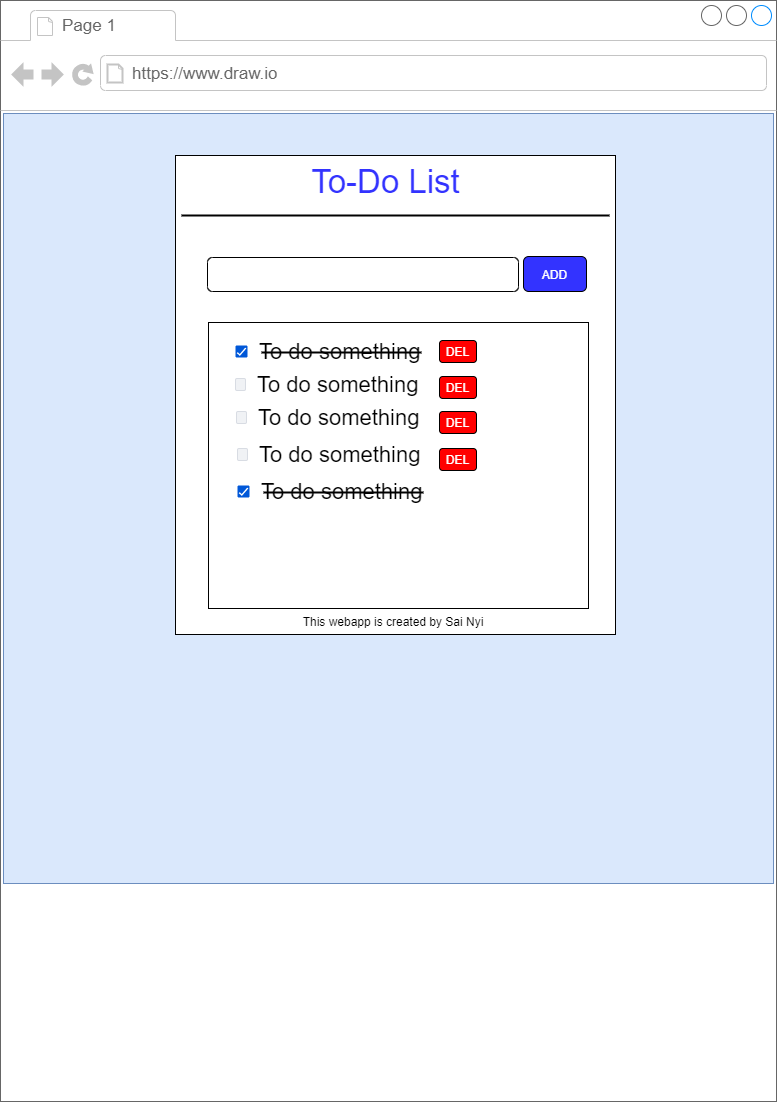 Page 1
https://www.draw.io
To-Do List
ADD
To do something DEL
To do something DEL
To do something DEL
To do something DEL
To do something
This webapp is created by Sai Nyi